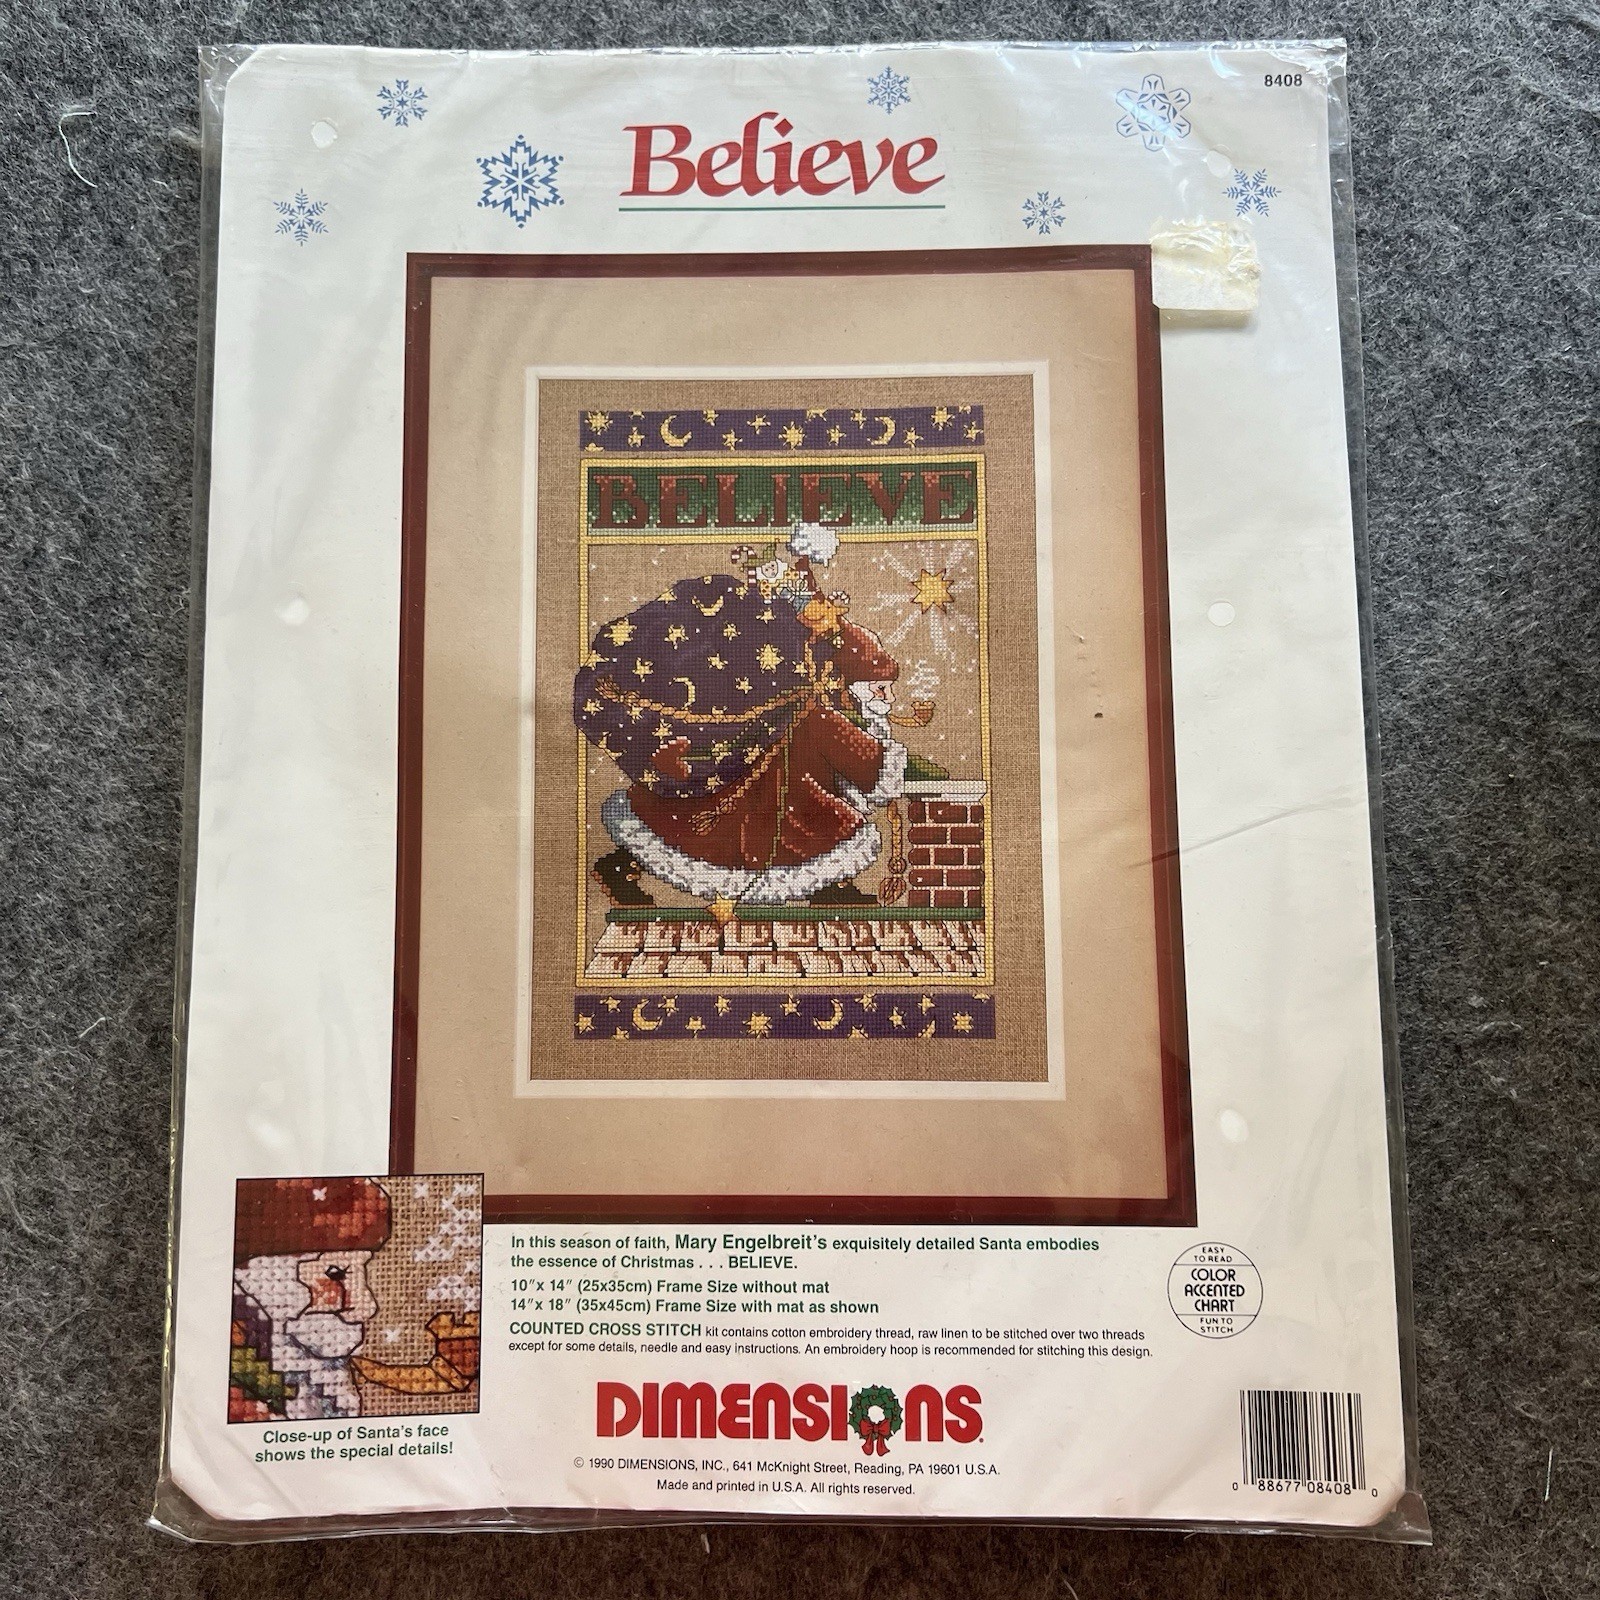 8408
Believe
BELIEVE
In this season of faith, Mary Engelbreit's exquisitely detailed Santa embodies
the essence of Christmas . . . BELIEVE.
10" x 14" (25x35cm) Frame Size without mat
14" x 18" (35x45cm) Frame Size with mat as shown
COUNTED CROSS STITCH kit contains cotton embroidery thread, raw linen to be stitched over two threads
except for some details, needle and easy instructions. An embroidery hoop is recommended for stitching this design.
EASY
TO READ
COLOR
ACCENTED
CHART
FUN TO
STITCH
Close-up of Santa's face
shows the special details!
DIMENSIONS
© 1990 DIMENSIONS, INC., 641 McKnight Street, Reading, PA 19601 U.S.A.
Made and printed in U.S.A. All rights reserved.
0 88677 08408 0